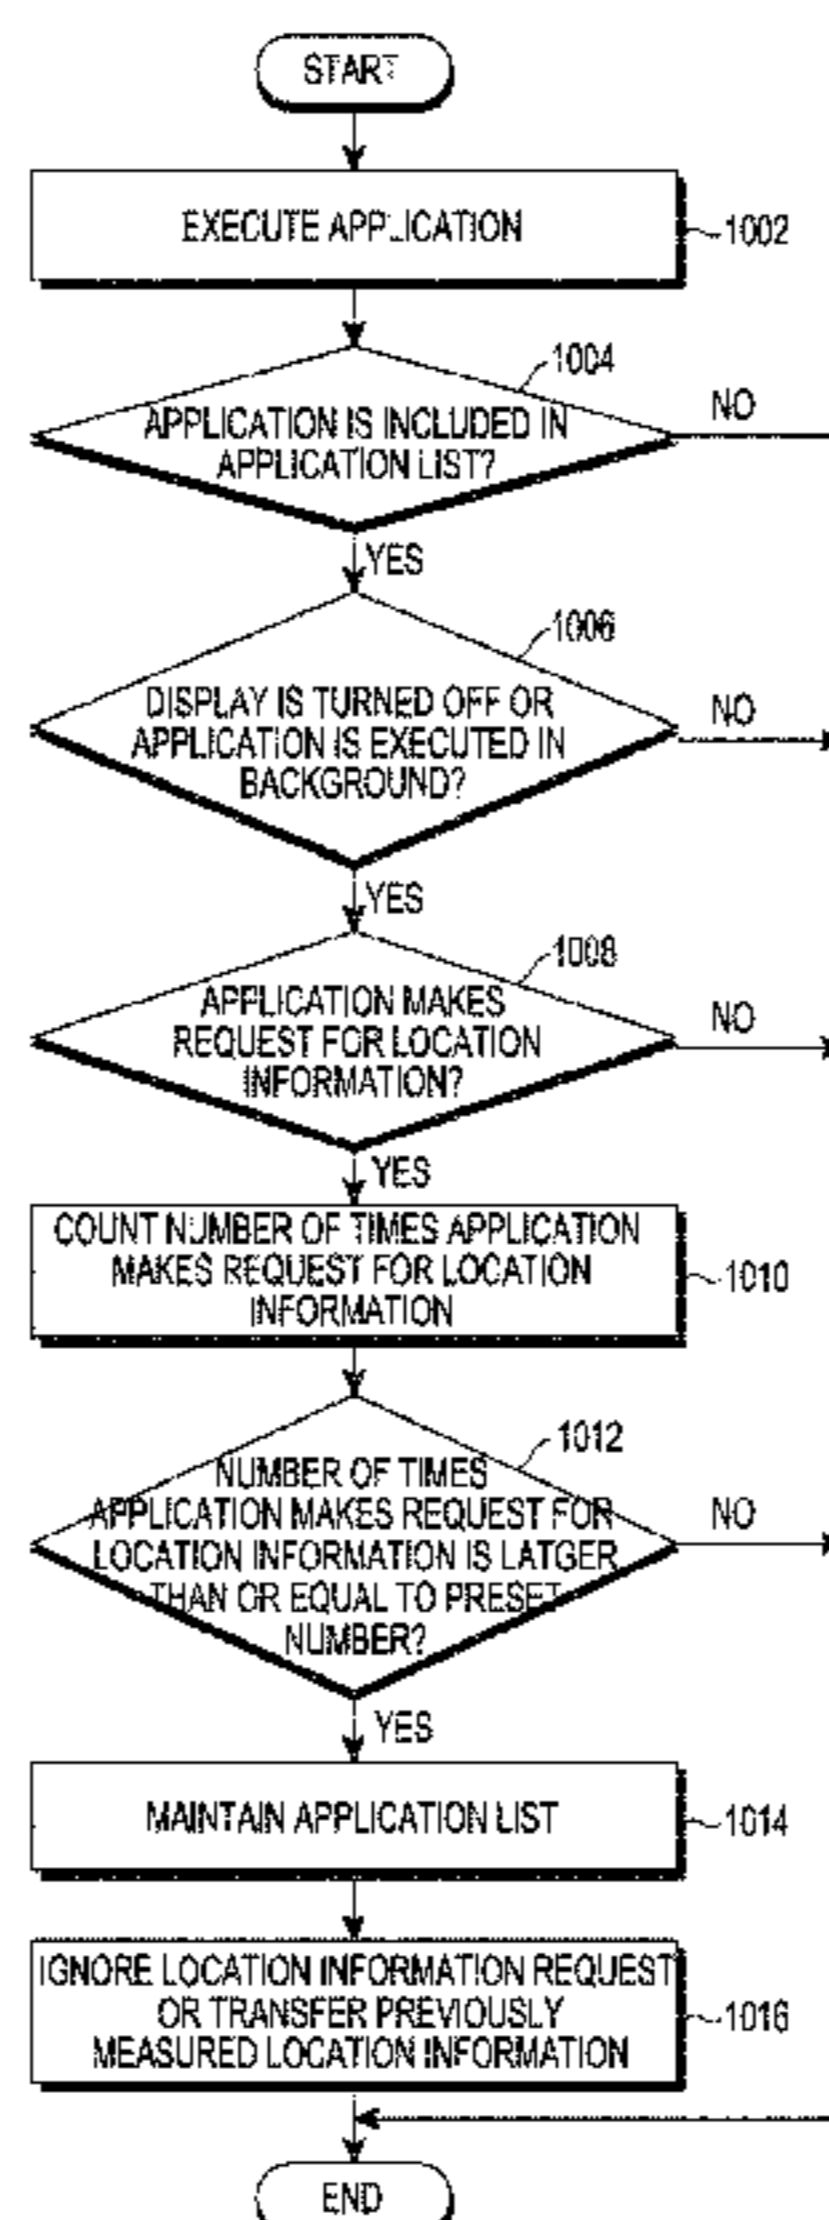 START
EXECUTE APPLICATION
1002
1004
NO
APPLICATION IS INCLUDED IN
APPLICATION LIST?
YES
1006
NO
DISPLAY IS TURNED OFF OR
APPLICATION IS EXECUTED IN
BACKGROUND?
YES
1008
NO
APPLICATION MAKES
REQUEST FOR LOCATION
INFORMATION?
YES
COUNT NUMBER OF TIMES APPLICATION
MAKES REQUEST FOR LOCATION
INFORMATION
1010
1012
NO
NUMBER OF TIMES
APPLICATION MAKES REQUEST FOR
LOCATION INFORMATION IS LATGER
THAN OR EQUAL TO PRESET
NUMBER?
YES
MAINTAIN APPLICATION LIST
1014
IGNORE LOCATION INFORMATION REQUEST
OR TRANSFER PREVIOUSLY
MEASURED LOCATION INFORMATION
1016
END